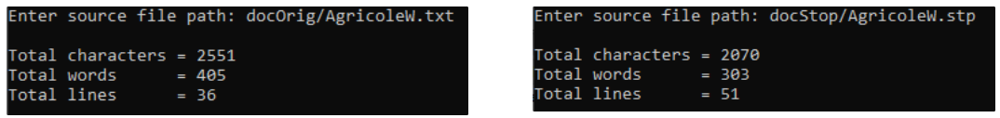 Enter source file path: docOrig/AgricoleW.txt
Total characters = 2551
Total words      = 405
Total lines      = 36
Enter source file path: docStop/AgricoleW.stp
Total characters = 2070
Total words      = 303
Total lines      = 51